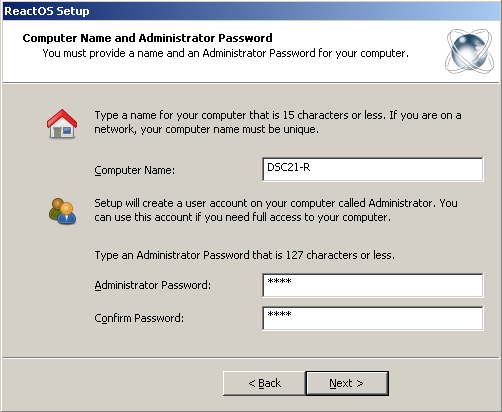 ReactOS Setup
Computer Name and Administrator Password
You must provide a name and an Administrator Password for your computer.
Type a name for your computer that is 15 characters or less. If you are on a
network, your computer name must be unique.
Computer Name:
DSC21-R
Setup will create a user account on your computer called Administrator. You
can use this account if you need full access to your computer.
Type an Administrator Password that is 127 characters or less.
Administrator Password:
****
Confirm Password:
****
< Back
Next >